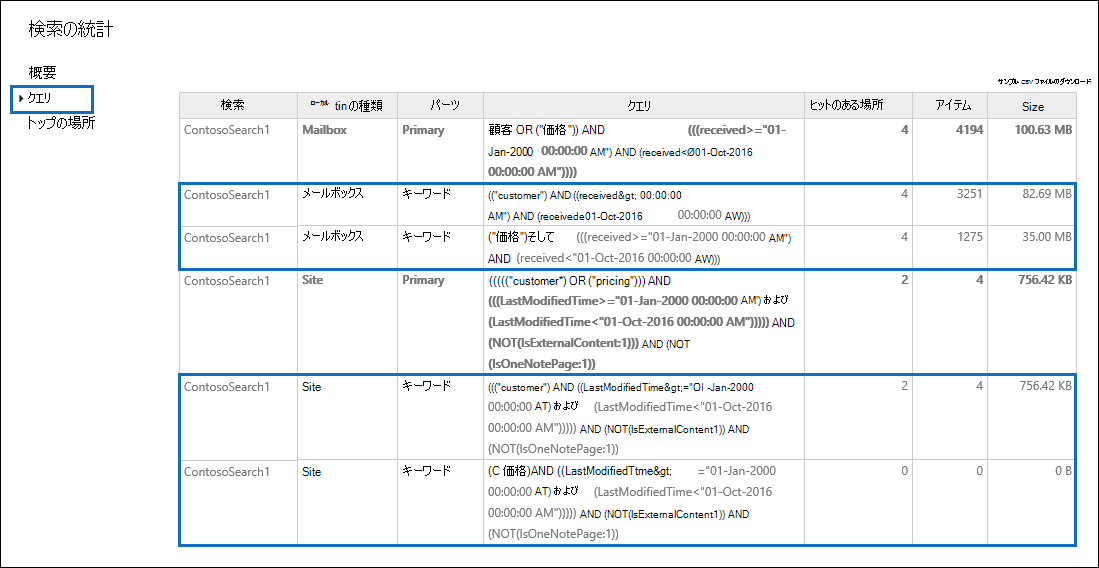 検索の統計
概要
クエリ
トップの場所
サンプル CSV ファイルのダウンロード
検索 ローカル tinの種類 パーツ クエリ ヒットのある場所 アイテム Size
ContosoSearch1 Mailbox Primary 顧客 OR ("価格")) AND (((received>="01- 4 4194 100.63 MB
Jan-2000 00:00:00 AM") AND (received<Ø01-Oct-2016
00:00:00 AM"))))
ContosoSearch1 メールボックス キーワード (("customer") AND ((received&gt; 00:00:00 4 3251 82.69 MB
AM") AND (receivede01-Oct-2016 00:00:00 AW)))
ContosoSearch1 メールボックス キーワード ("価格")そして (((received>="01-Jan-2000 00:00:00 AM") 4 1275 35.00 MB
AND (received<"01-Oct-2016 00:00:00 AW)))
ContosoSearch1 Site Primary (((((("customer*) OR ("pricing"))) AND 2 4 756.42 KB
(((LastModifiedTime>="01-Jan-2000 00:00:00 AM") および
(LastModifiedTime<"01-Oct-2016 00:00:00 AM"))))) AND
(NOT(IsExternalContent:1))) AND (NOT
(IsOneNotePage:1))
ContosoSearch1 Site キーワード ((("customer") AND ((LastModifiedTime&gt;="OI -Jan-2000 2 4 756.42 KB
00:00:00 AT) および (LastModifiedTime<"01-Oct-2016
00:00:00 AM"))))) AND (NOT(IsExternalContent1)) AND
(NOT(IsOneNotePage:1))
ContosoSearch1 Site キーワード (C 価格)AND ((LastModifiedTtme&gt; ="01-Jan-2000 0 0 0 B
00:00:00 AT) および (LastModifiedTime<"01-Oct-2016
00:00:00 AM"))))) AND (NOT(IsExternalContent1)) AND
(NOT(IsOneNotePage:1))